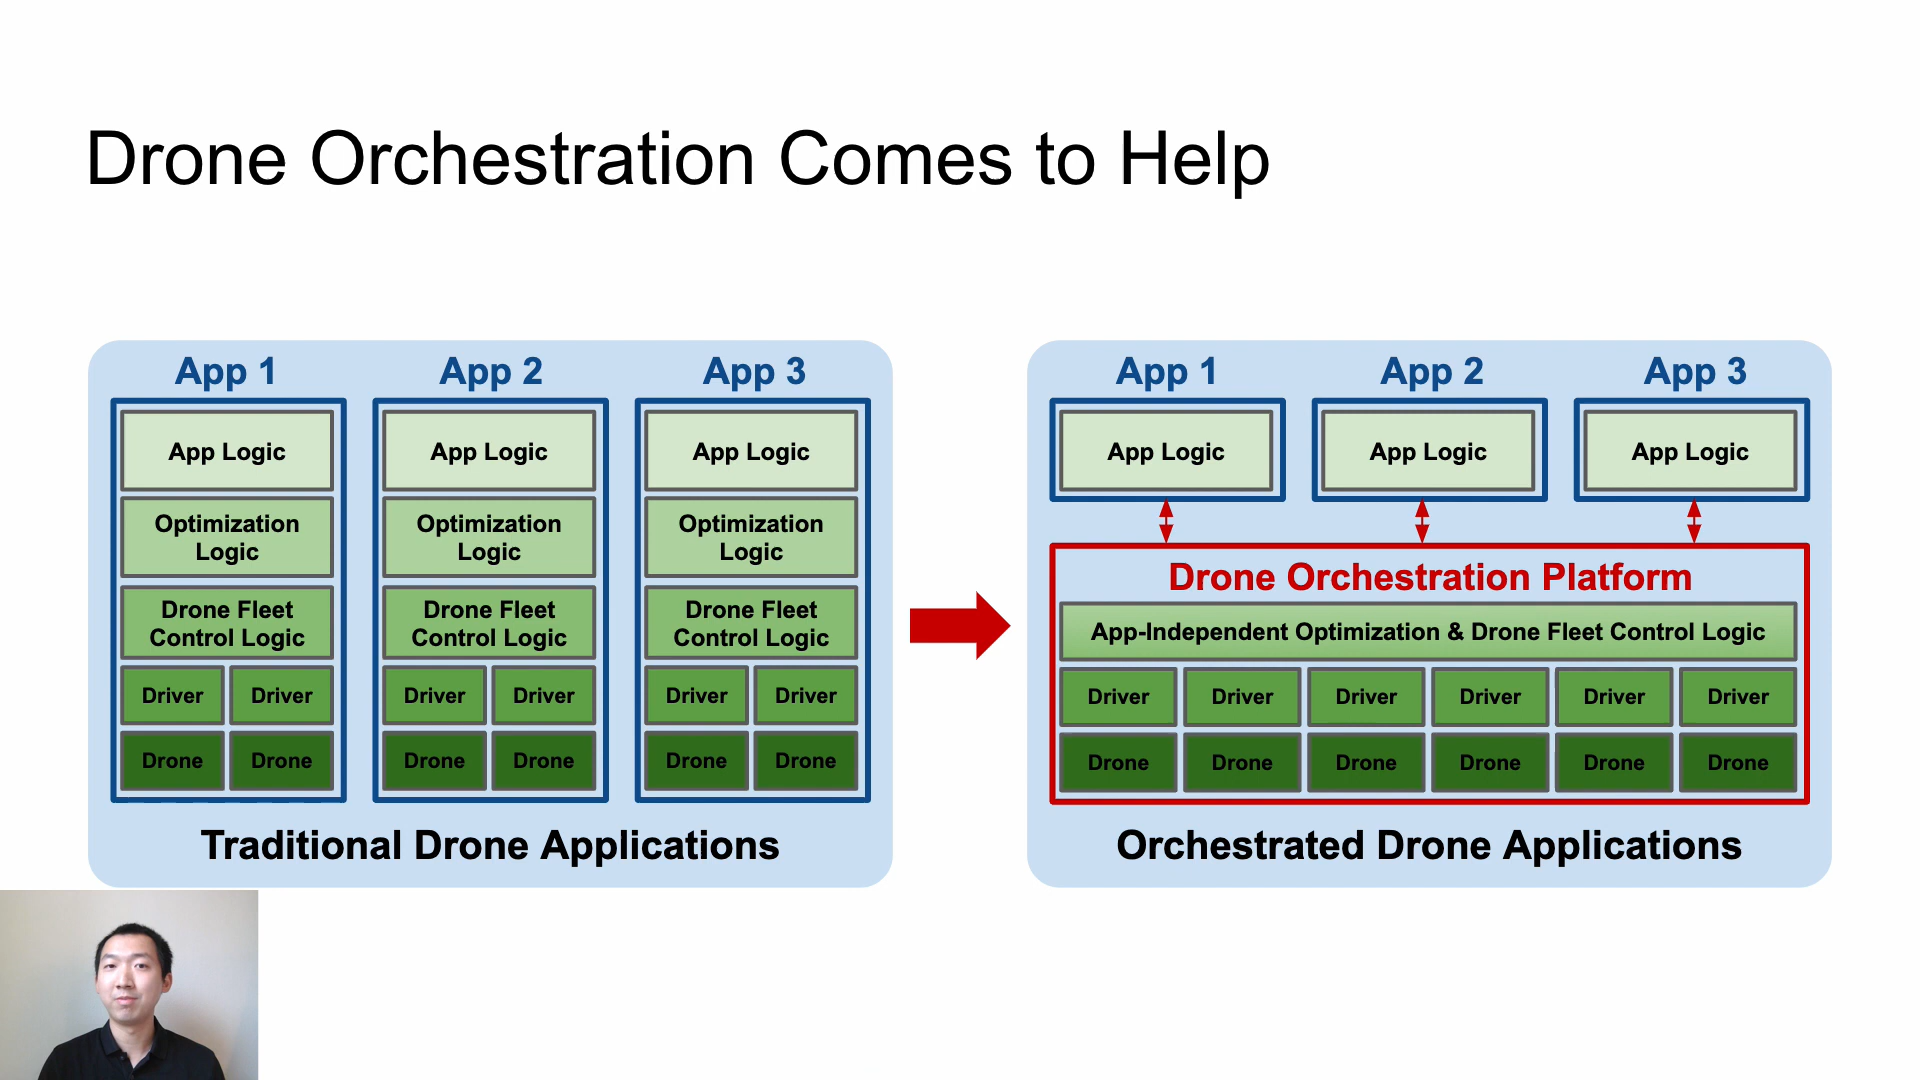 Drone Orchestration Comes to Help
App 1
App 2
App 3
App Logic
App Logic
App Logic
Optimization
Logic
Optimization
Logic
Optimization
Logic
Drone Fleet
Control Logic
Drone Fleet
Control Logic
Drone Fleet
Control Logic
Driver
Driver
Driver
Driver
Driver
Driver
Drone
Drone
Drone
Drone
Drone
Drone
Traditional Drone Applications
App 1
App 2
App 3
App Logic
App Logic
App Logic
Drone Orchestration Platform
App-Independent Optimization & Drone Fleet Control Logic
Driver
Driver
Driver
Driver
Driver
Driver
Drone
Drone
Drone
Drone
Drone
Drone
Orchestrated Drone Applications